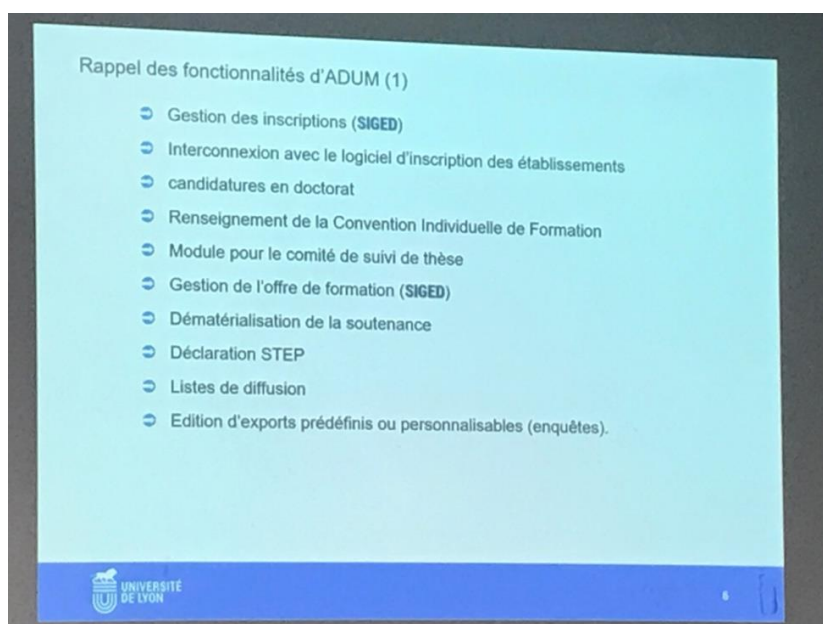 Rappel des fonctionnalités d'ADUM (1)
Gestion des inscriptions (SIGED)
Interconnexion avec le logiciel d'inscription des établissements
candidatures en doctorat
Renseignement de la Convention Individuelle de Formation
Module pour le comité de suivi de thèse
Gestion de l'offre de formation (SIGED)
Dématérialisation de la soutenance
Déclaration STEP
Listes de diffusion
Edition d'exports prédéfinis ou personnalisables (enquêtes).
UNIVERSITÉ
DE LYON
6